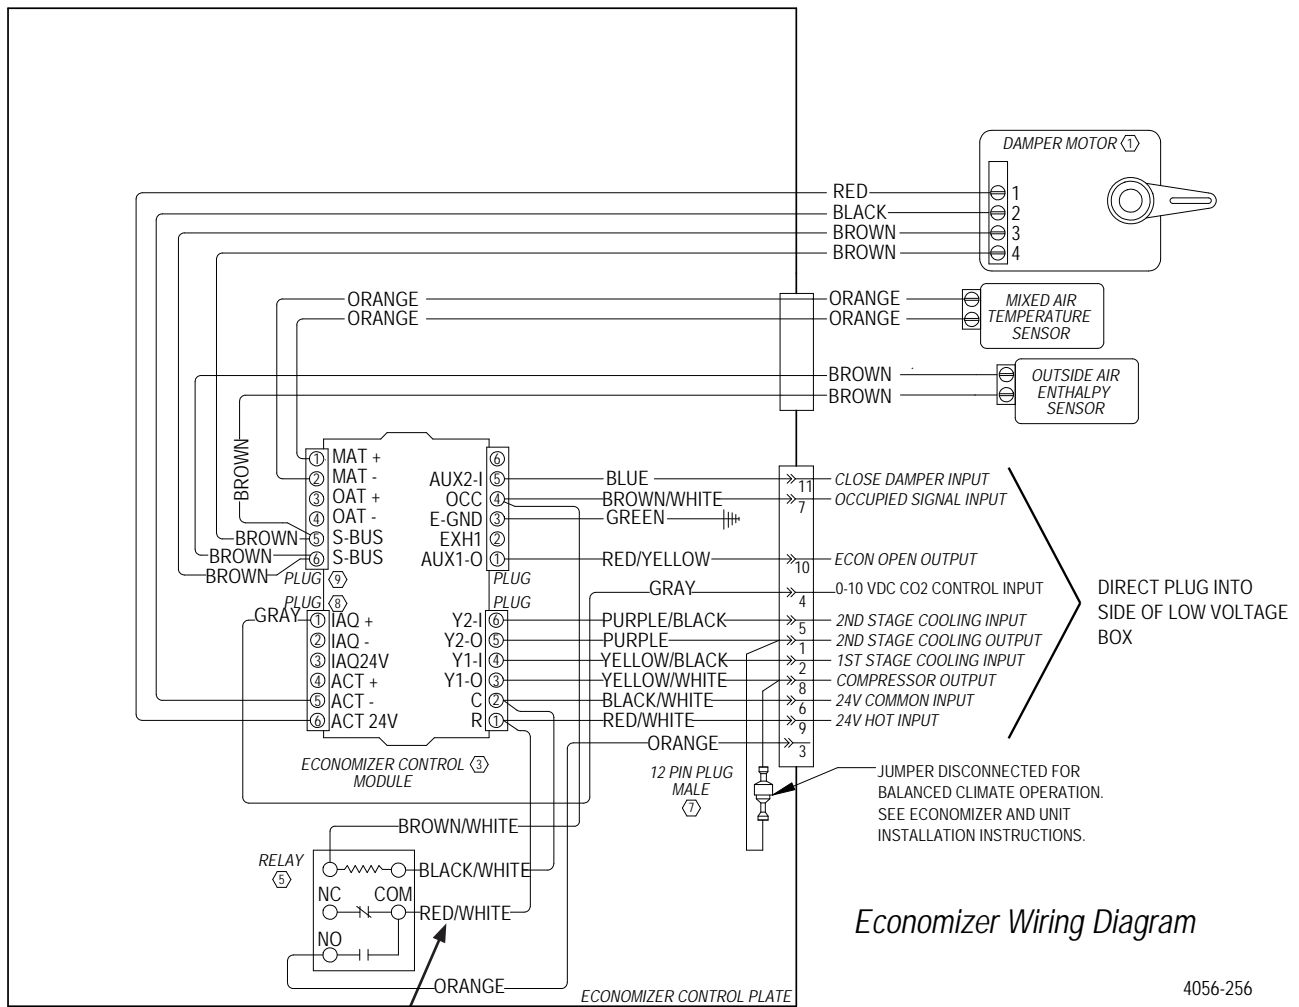 DAMPER MOTOR 1
RED 1
BLACK 2
BROWN 3
BROWN 4
ORANGE ORANGE
ORANGE ORANGE
MIXED AIR
TEMPERATURE
SENSOR
BROWN
BROWN
OUTSIDE AIR
ENTHALPY
SENSOR
BROWN
1 MAT +
2 MAT -
3 OAT +
4 OAT -
BROWN 5 S-BUS
BROWN 6 S-BUS
BROWN
PLUG 9
6
AUX2-I 5 BLUE 11 CLOSE DAMPER INPUT
OCC 4 BROWN/WHITE 7 OCCUPIED SIGNAL INPUT
E-GND 3 GREEN
EXH1 2
AUX1-O 1 RED/YELLOW 10 ECON OPEN OUTPUT
PLUG
GRAY 4 0-10 VDC CO2 CONTROL INPUT
PLUG 8
GRAY 1 IAQ +
2 IAQ -
3 IAQ24V
4 ACT +
5 ACT -
6 ACT 24V
PLUG
Y2-I 6 PURPLE/BLACK 5 2ND STAGE COOLING INPUT
Y2-O 5 PURPLE 1 2ND STAGE COOLING OUTPUT
Y1-I 4 YELLOW/BLACK 2 1ST STAGE COOLING INPUT
Y1-O 3 YELLOW/WHITE 8 COMPRESSOR OUTPUT
C 2 BLACK/WHITE 6 24V COMMON INPUT
R 1 RED/WHITE 9 24V HOT INPUT
ORANGE 3
DIRECT PLUG INTO
SIDE OF LOW VOLTAGE
BOX
ECONOMIZER CONTROL 3
MODULE
12 PIN PLUG
MALE
7
JUMPER DISCONNECTED FOR
BALANCED CLIMATE OPERATION.
SEE ECONOMIZER AND UNIT
INSTALLATION INSTRUCTIONS.
BROWN/WHITE
RELAY
5
BLACK/WHITE
NC COM
RED/WHITE
NO
ORANGE
ECONOMIZER CONTROL PLATE
Economizer Wiring Diagram
4056-256